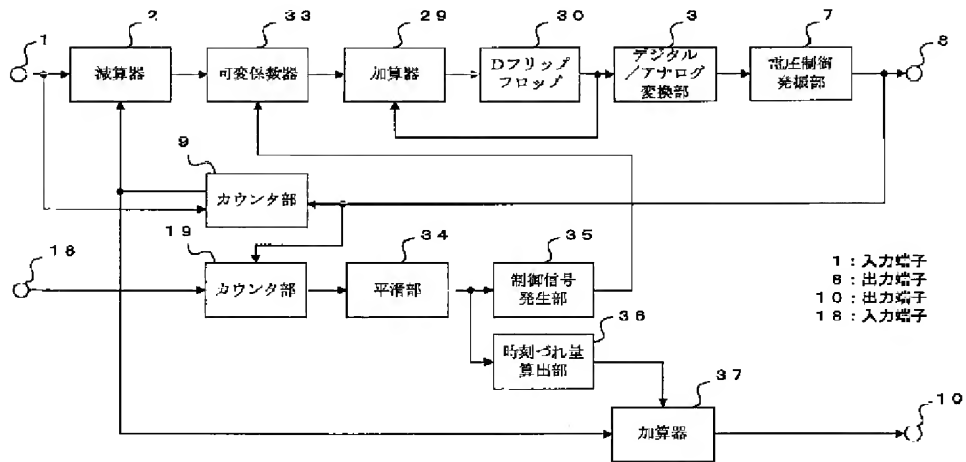 1
2
減算器
33
可変係数器
29
加算器
30
Dフリップ
フロップ
3
デジタル
/アナログ
変換部
7
電圧制御
発振部
8
9
カウンタ部
18
19
カウンタ部
34
平滑部
35
制御信号
発生部
36
時刻づれ量
算出部
37
加算器
10
1:入力端子
8:出力端子
10:出力端子
18:入力端子